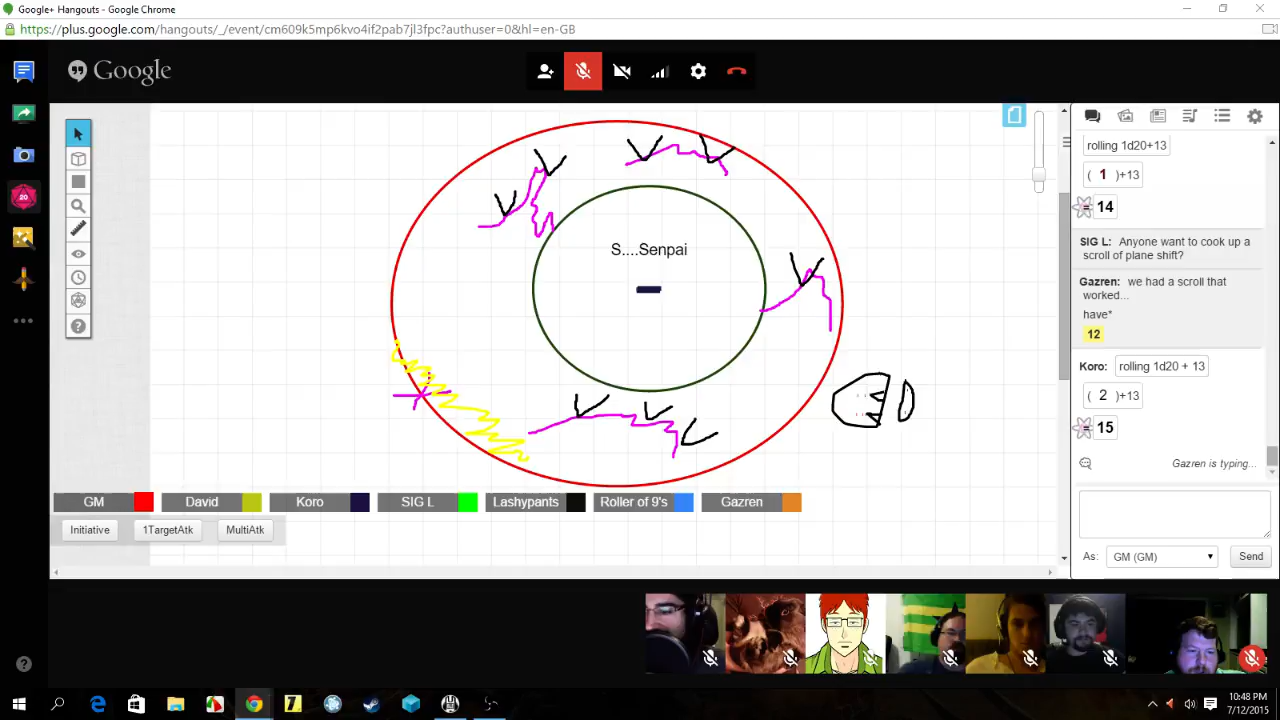 Google+ Hangouts - Google Chrome
https://plus.google.com/hangouts/_/event/cm609k5mp6kvo4if2pab7jl3fpc?authuser=0&hl=en-GB
Google
20
S....Senpai
rolling 1d20+13
( 1 )+13
= 14
SIG L: Anyone want to cook up a
scroll of plane shift?
Gazren: we had a scroll that
worked...
have*
12
Koro: rolling 1d20 + 13
( 2 )+13
= 15
Gazren is typing...
GM
David
Koro
SIG L
Lashypants
Roller of 9's
Gazren
Initiative
1TargetAtk
MultiAtk
As:
GM (GM)
Send
10:48 PM
7/12/2015